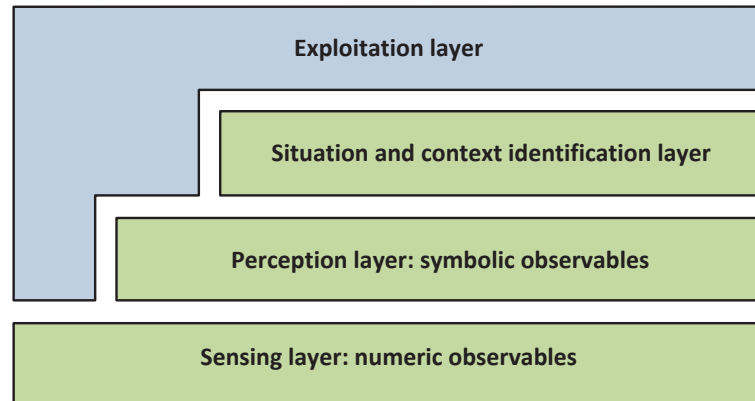 Exploitation layer
Situation and context identification layer
Perception layer: symbolic observables
Sensing layer: numeric observables